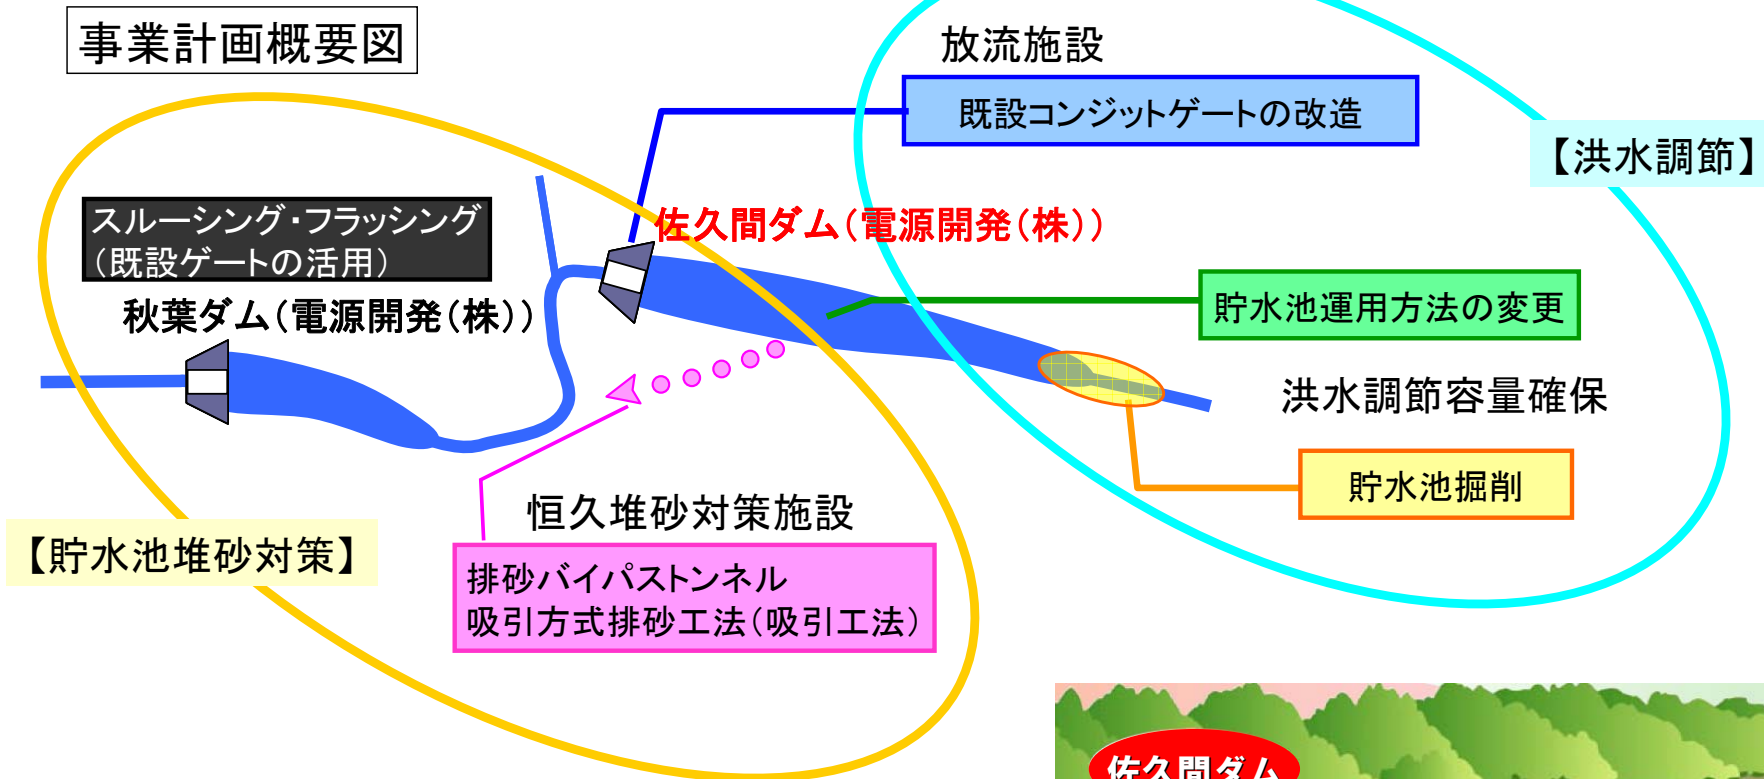 事業計画概要図
放流施設
既設コンジットゲートの改造
【洪水調節】
スルーシング・フラッシング
（既設ゲートの活用）
佐久間ダム（電源開発（株））
秋葉ダム（電源開発（株））
貯水池運用方法の変更
洪水調節容量確保
貯水池掘削
恒久堆砂対策施設
【貯水池堆砂対策】
排砂バイパストンネル
吸引方式排砂工法（吸引工法）
佐久間ダム